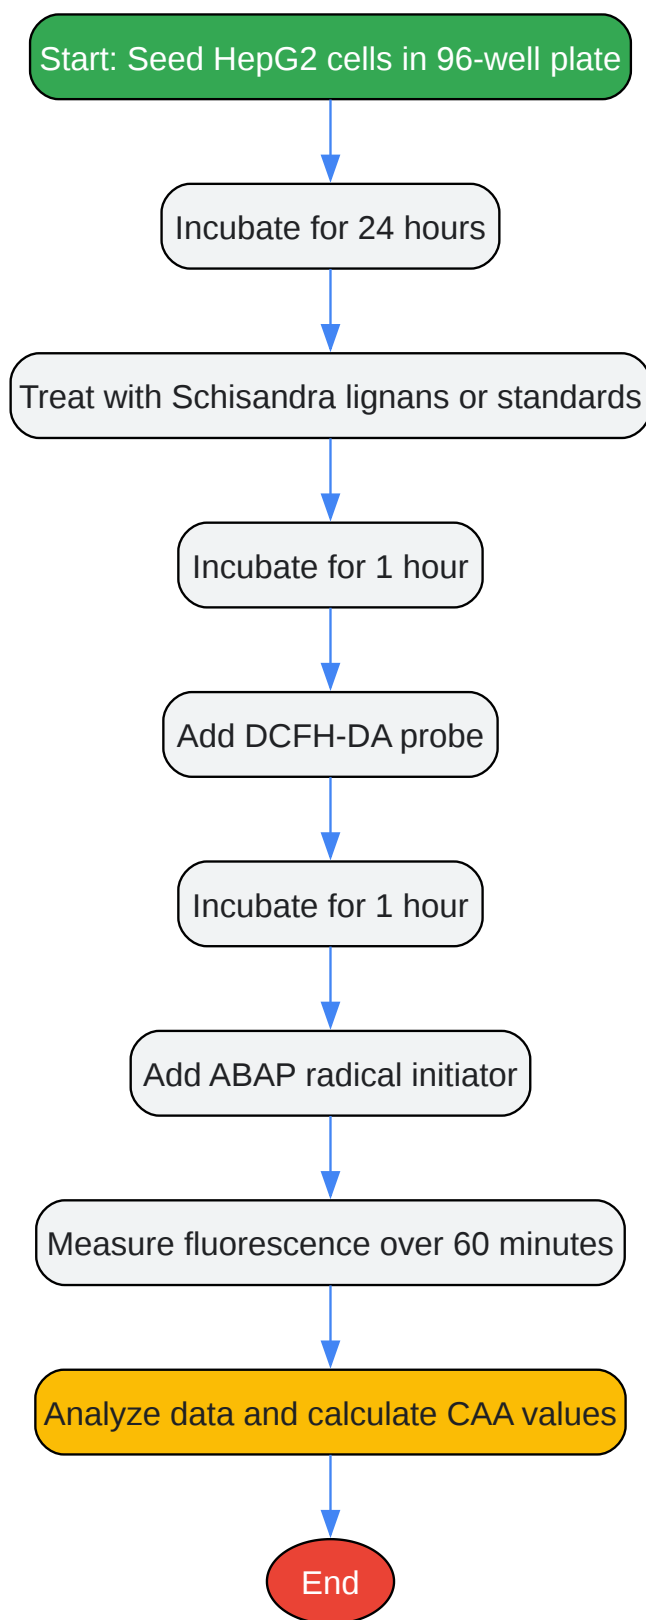 Start: Seed HepG2 cells in 96-well plate
Incubate for 24 hours
Treat with Schisandra lignans or standards
Incubate for 1 hour
Add DCFH-DA probe
Incubate for 1 hour
Add ABAP radical initiator
Measure fluorescence over 60 minutes
Analyze data and calculate CAA values
End